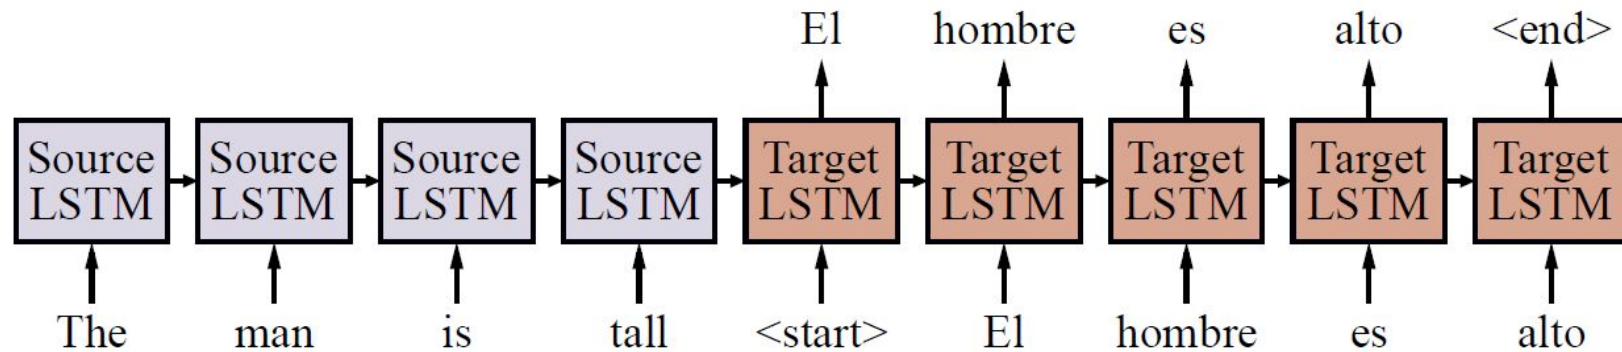 El hombre es alto <end>
Source Source Source Source Target Target Target Target Target
LSTM LSTM LSTM LSTM LSTM LSTM LSTM LSTM LSTM
The man is tall <start> El hombre es alto